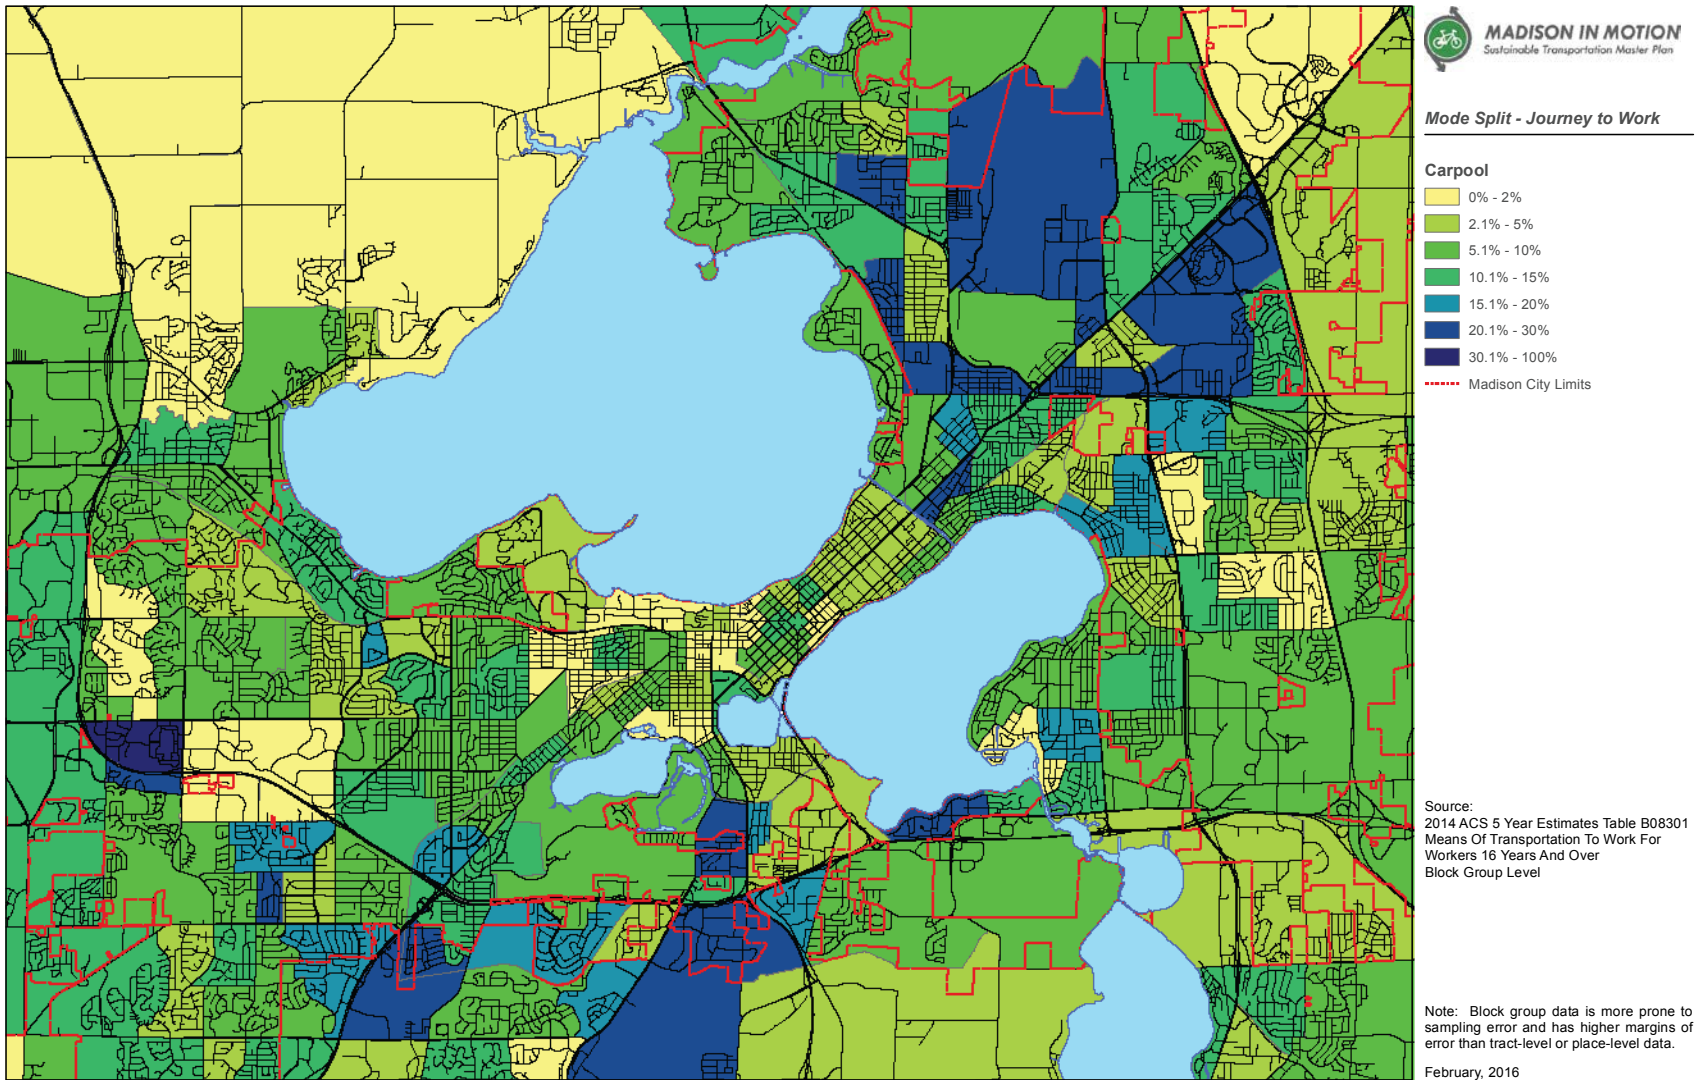 MADISON IN MOTION
Sustainable Transportation Master Plan
Mode Split - Journey to Work
Carpool
0% - 2%
2.1% - 5%
5.1% - 10%
10.1% - 15%
15.1% - 20%
20.1% - 30%
30.1% - 100%
Madison City Limits
Source:
2014 ACS 5 Year Estimates Table B08301
Means Of Transportation To Work For
Workers 16 Years And Over
Block Group Level
Note: Block group data is more prone to
sampling error and has higher margins of
error than tract-level or place-level data.
February, 2016